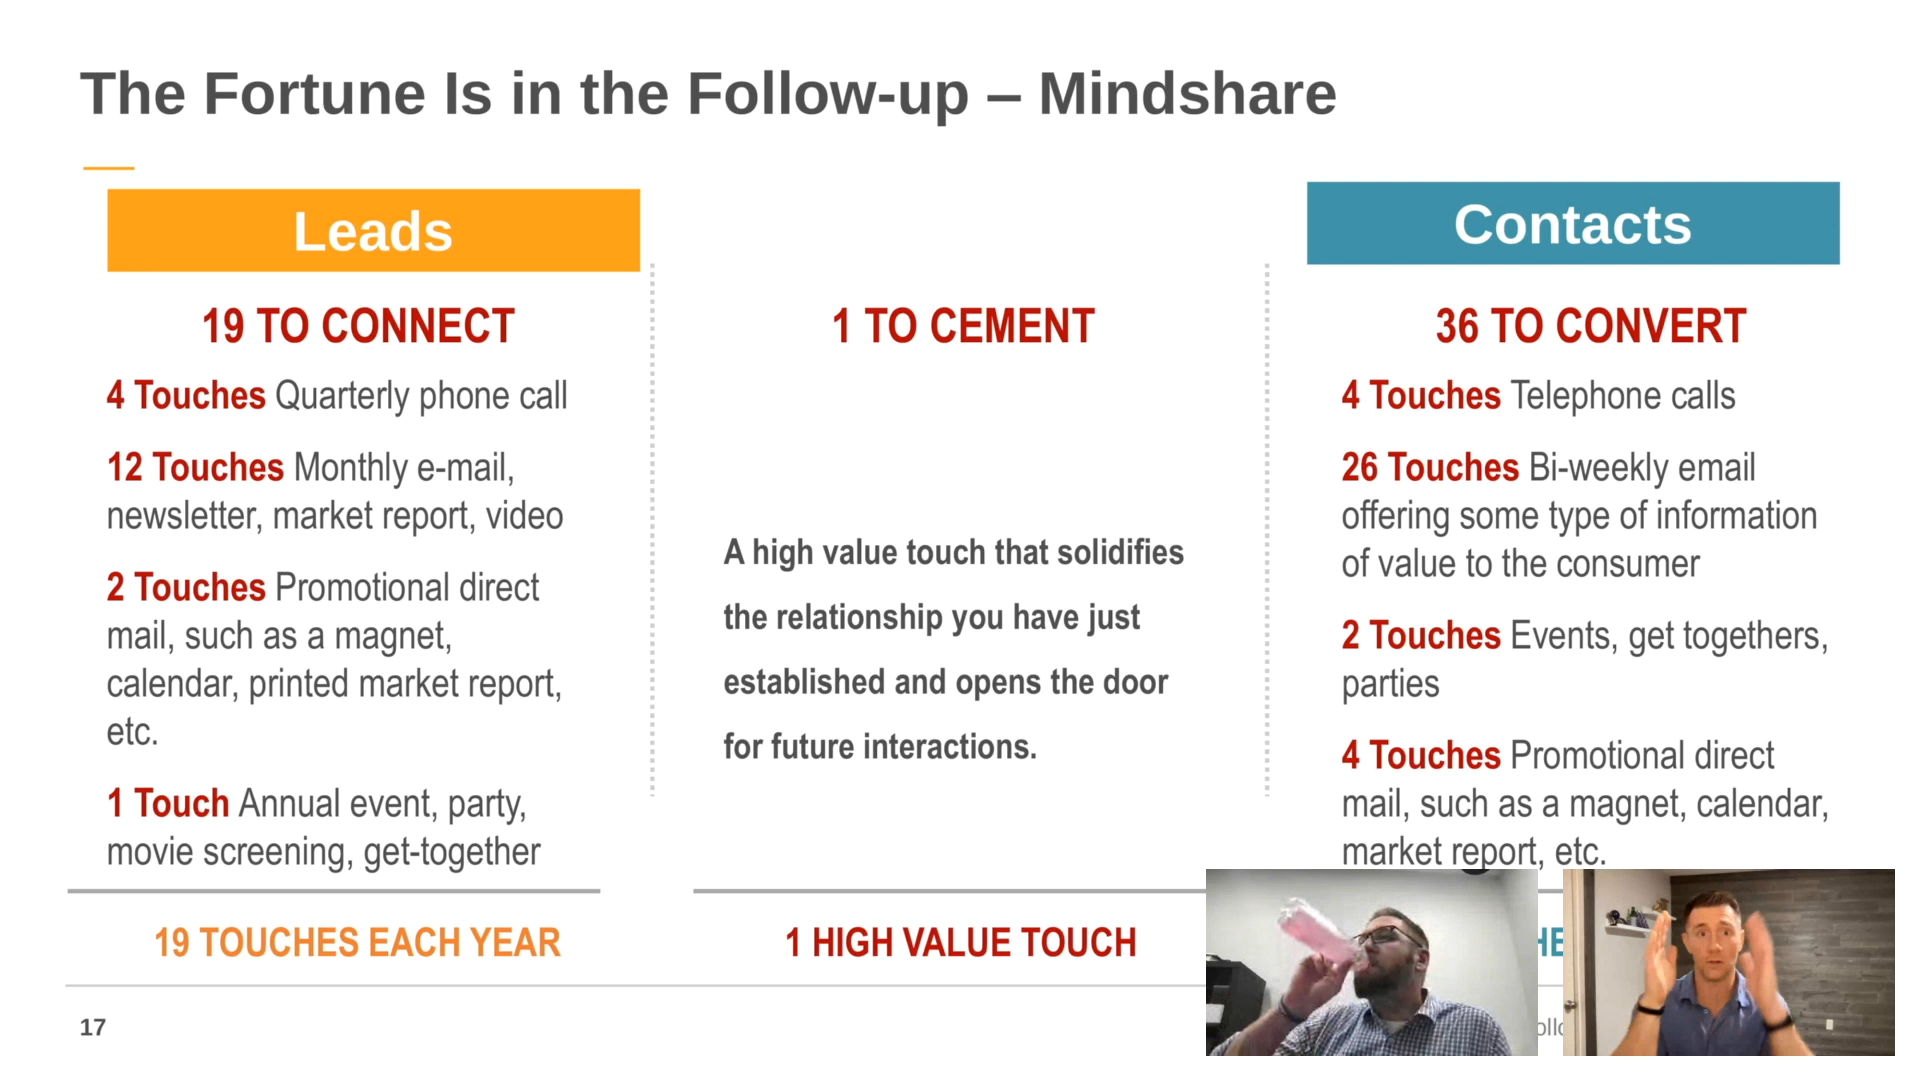 The Fortune Is in the Follow-up – Mindshare
Leads
19 TO CONNECT
4 Touches Quarterly phone call
12 Touches Monthly e-mail,
newsletter, market report, video
2 Touches Promotional direct
mail, such as a magnet,
calendar, printed market report,
etc.
1 Touch Annual event, party,
movie screening, get-together
19 TOUCHES EACH YEAR
1 TO CEMENT
A high value touch that solidifies
the relationship you have just
established and opens the door
for future interactions.
1 HIGH VALUE TOUCH
Contacts
36 TO CONVERT
4 Touches Telephone calls
26 Touches Bi-weekly email
offering some type of information
of value to the consumer
2 Touches Events, get togethers,
parties
4 Touches Promotional direct
mail, such as a magnet, calendar,
market report, etc.
17